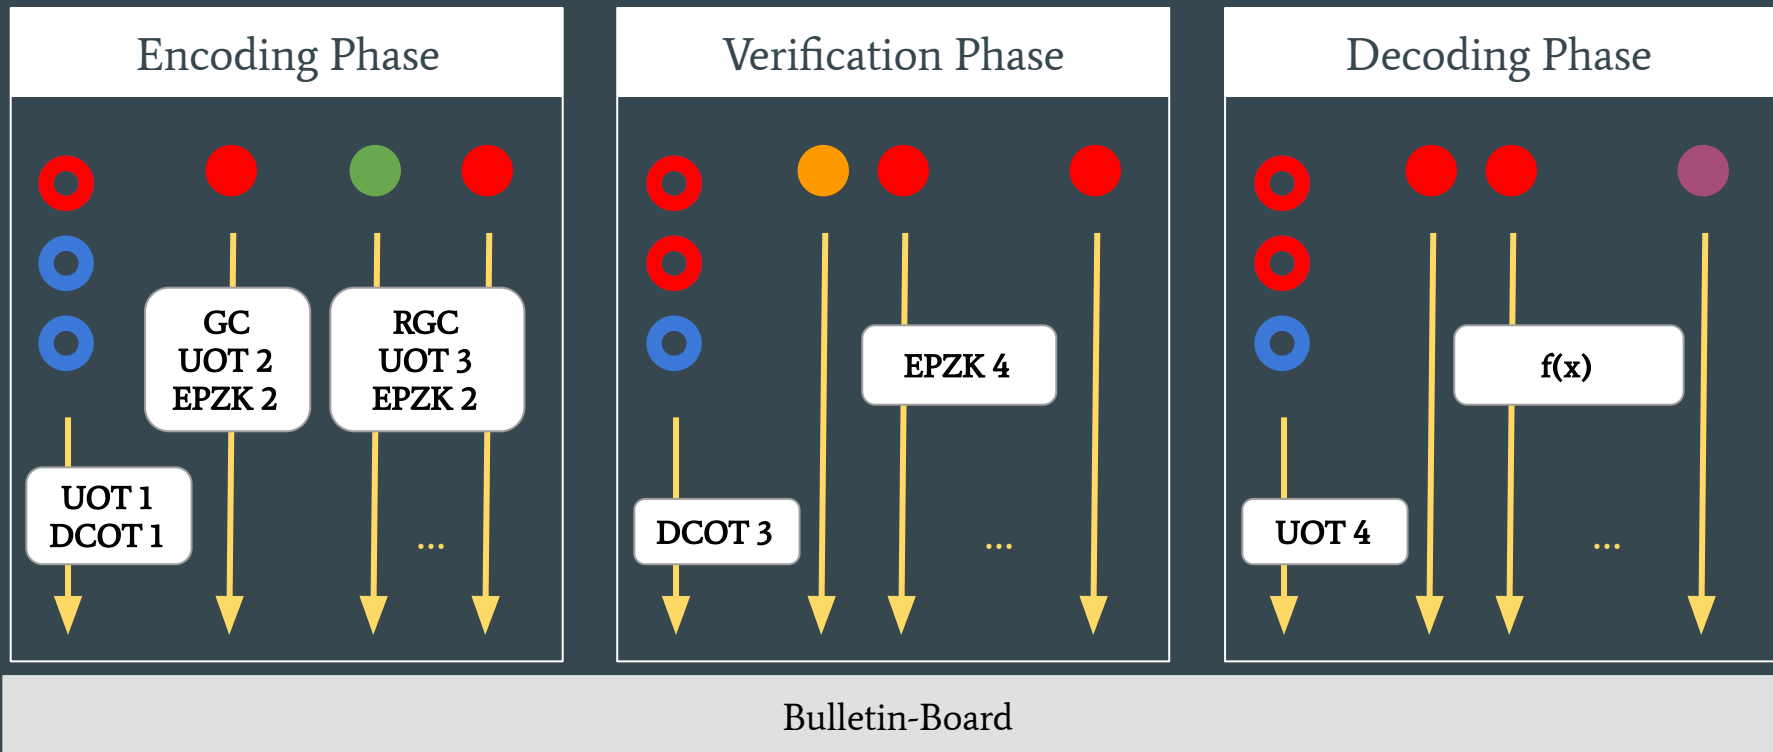 Encoding Phase
GC
UOT 2
EPZK 2
RGC
UOT 3
EPZK 2
UOT 1
DCOT 1
...
Verification Phase
EPZK 4
DCOT 3
...
Decoding Phase
f(x)
UOT 4
...
Bulletin-Board